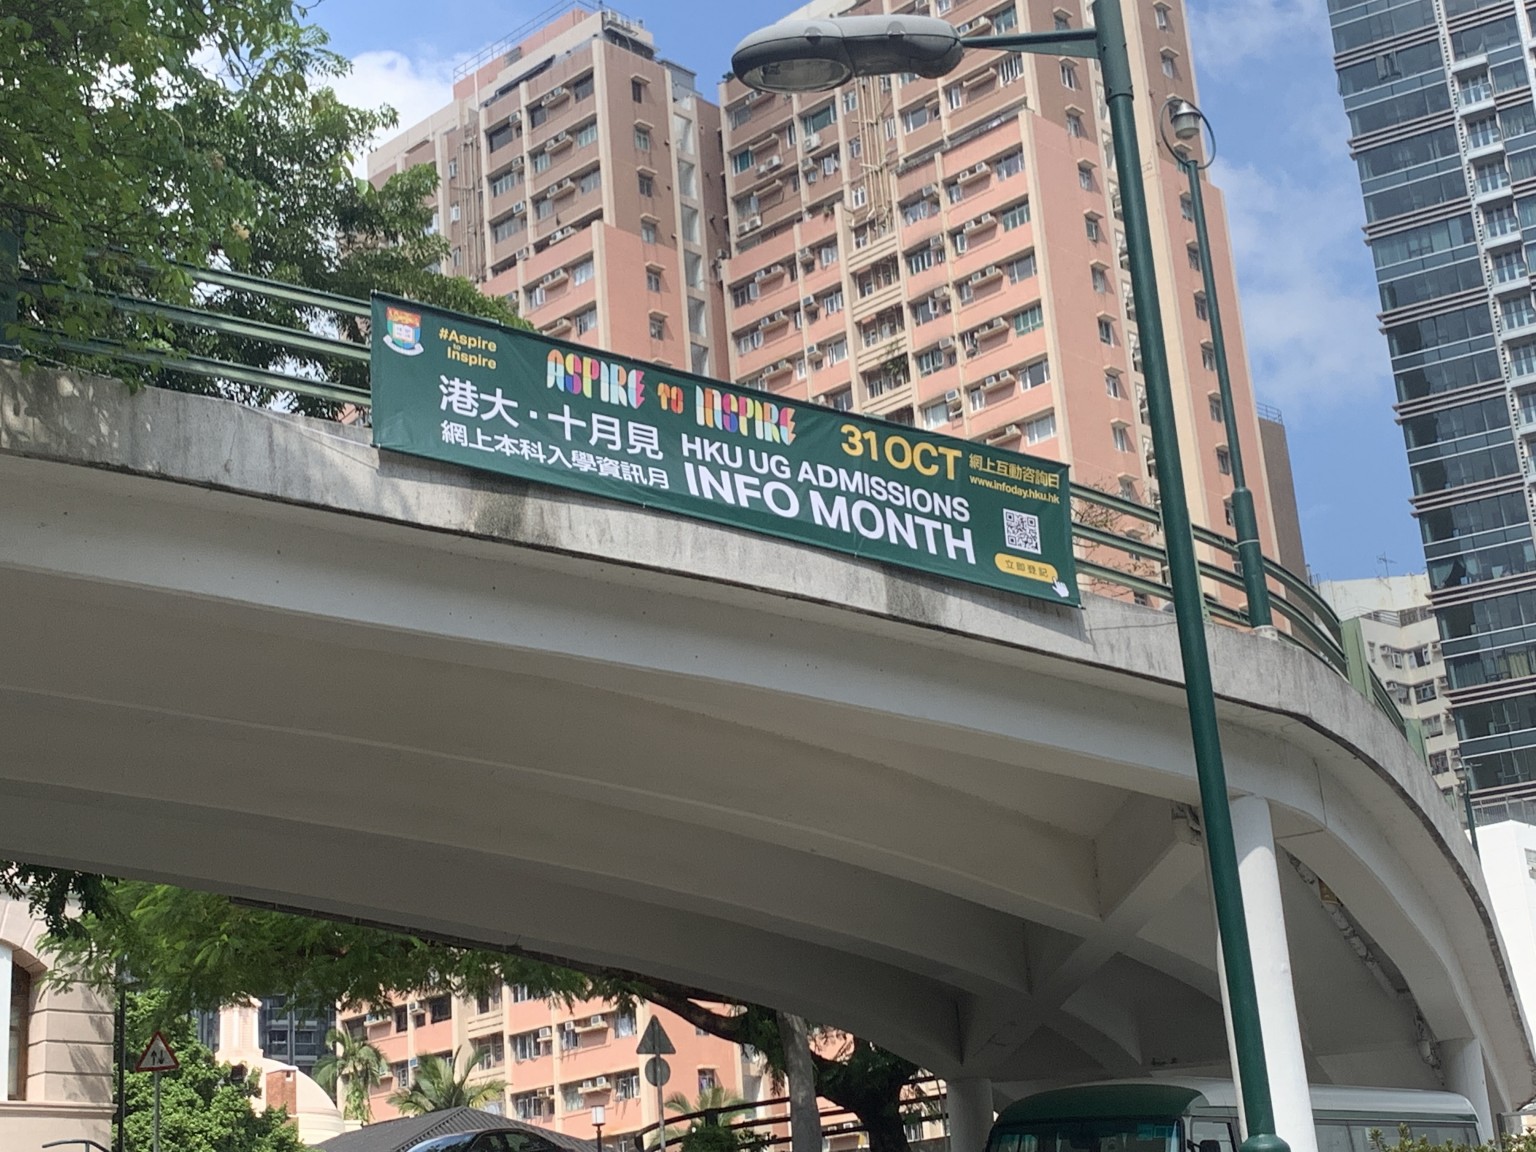 #Aspire
to
Inspire
ASPIRE TO INSPIRE
港大·十月見
網上本科入學資訊月
HKU UG ADMISSIONS
INFO MONTH
31 OCT
網上互動咨詢日
www.infoday.hku.hk
立即登記